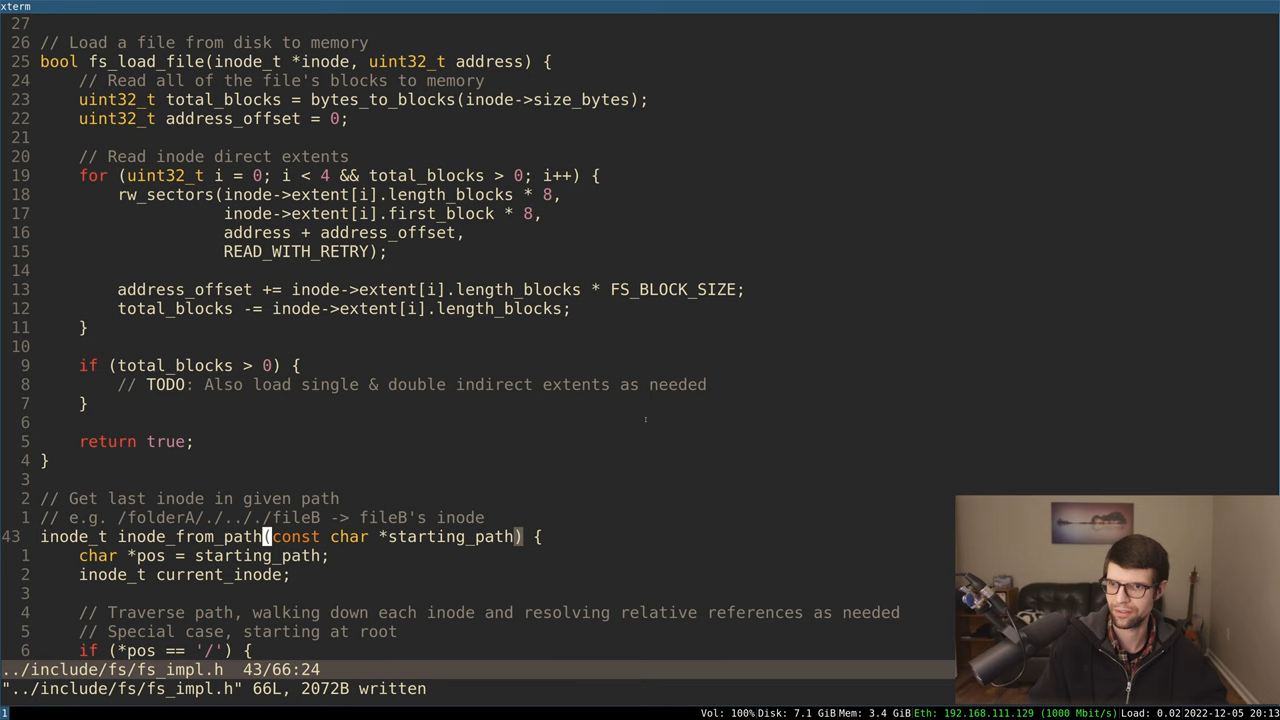 xterm
27
26 // Load a file from disk to memory
25 bool fs_load_file(inode_t *inode, uint32_t address) {
24     // Read all of the file's blocks to memory
23     uint32_t total_blocks = bytes_to_blocks(inode->size_bytes);
22     uint32_t address_offset = 0;
21
20     // Read inode direct extents
19     for (uint32_t i = 0; i < 4 && total_blocks > 0; i++) {
18         rw_sectors(inode->extent[i].length_blocks * 8,
17                    inode->extent[i].first_block * 8,
16                    address + address_offset,
15                    READ_WITH_RETRY);
14
13         address_offset += inode->extent[i].length_blocks * FS_BLOCK_SIZE;
12         total_blocks -= inode->extent[i].length_blocks;
11     }
10
9     if (total_blocks > 0) {
8         // TODO: Also load single & double indirect extents as needed
7     }
6
5     return true;
4 }
3
2 // Get last inode in given path
1 // e.g. /folderA/./.././fileB -> fileB's inode
43 inode_t inode_from_path(const char *starting_path) {
1     char *pos = starting_path;
2     inode_t current_inode;
3
4     // Traverse path, walking down each inode and resolving relative references as needed
5     // Special case, starting at root
6     if (*pos == '/') {
../include/fs/fs_impl.h  43/66:24
"../include/fs/fs_impl.h" 66L, 2072B written
1 Vol: 100% Disk: 7.1 GiB Mem: 3.4 GiF Eth: 192.168.111.129 (1000 Mbit/s) Load: 0.02 2022-12-05 20:13